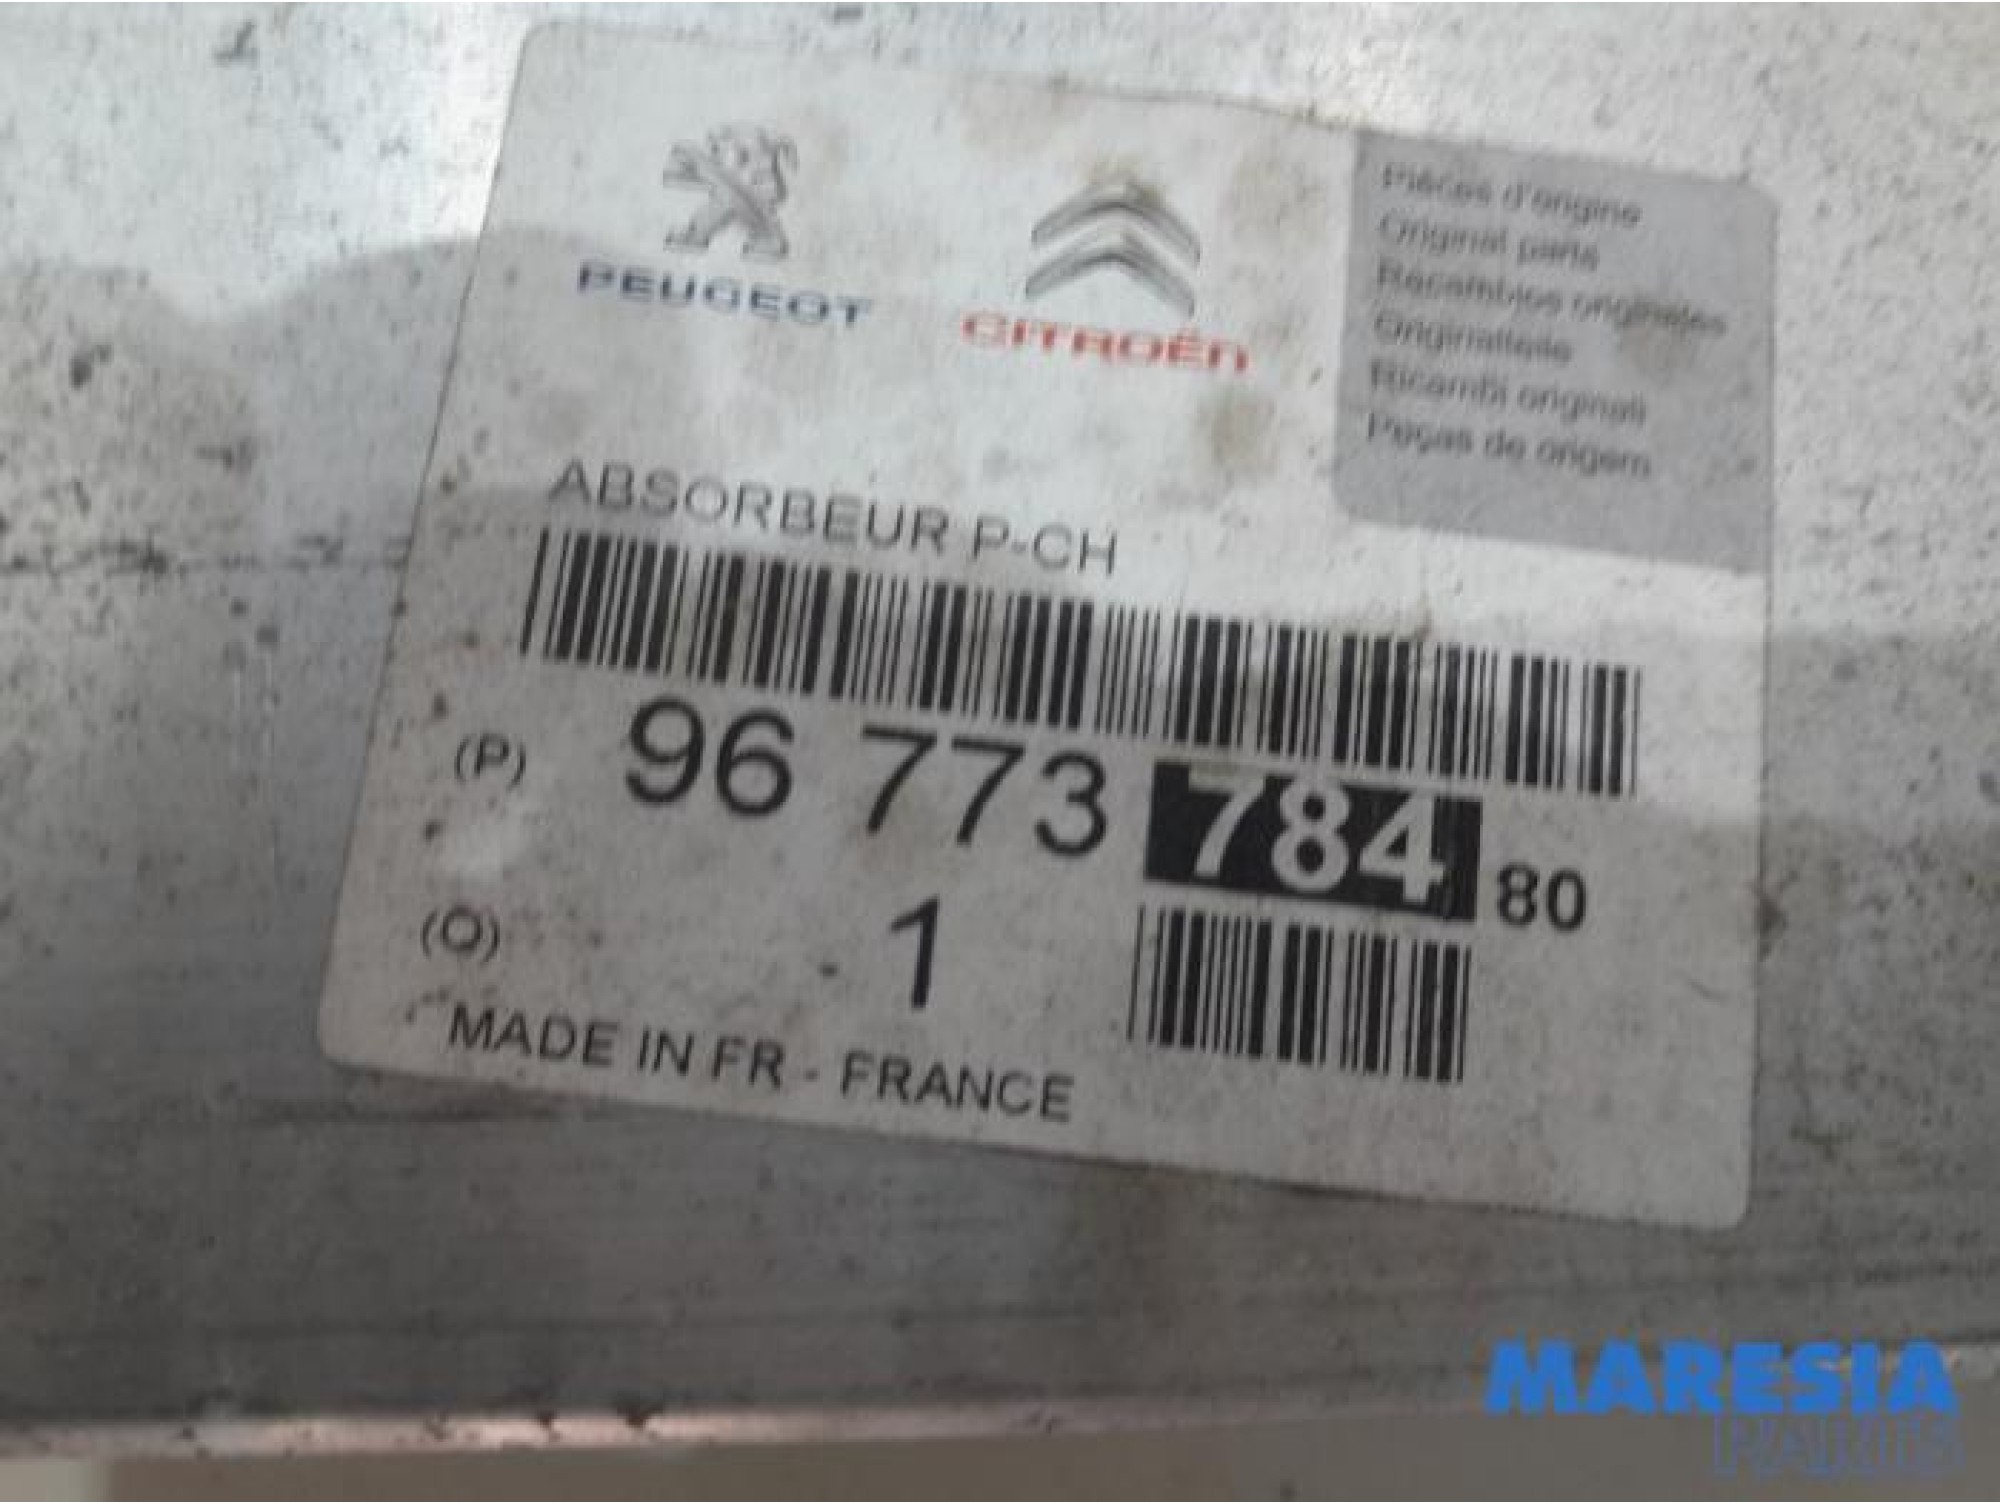 PEUGEOT
CITROËN
Pièces d'origine
Original parts
Recambios originales
Originalteile
Ricambi originali
Peças de origem
ABSORBEUR P-CH
(P) 96 773 784 80
(Q) 1
MADE IN FR - FRANCE
MARESIA
PARTS